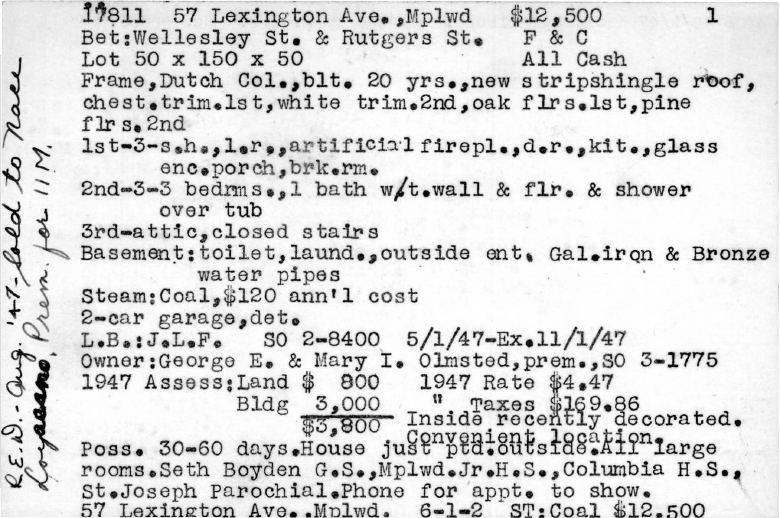 17811 57 Lexington Ave.,Mplwd $12,500 1
Bet:Wellesley St. & Rutgers St. F & C
Lot 50 x 150 x 50 All Cash
Frame,Dutch Col.,blt. 20 yrs.,new stripshingle roof,
chest.trim.1st,white trim.2nd,oak flrs.1st,pine
flrs.2nd
1st-3-s.h.,l.r.,artificial firepl.,d.r.,kit.,glass
enc.porch,brk.rm.
2nd-3-3 bedrms.,1 bath w/t.wall & flr. & shower
over tub
3rd-attic,closed stairs
Basement:toilet,laund.,outside ent. Gal.iron & Bronze
water pipes
Steam:Coal,$120 ann'l cost
2-car garage,det.
L.B.:J.L.F. SO 2-8400 5/1/47-Ex.11/1/47
Owner:George E. & Mary I. Olmsted,prem.,SO 3-1775
1947 Assess:Land $ 800 1947 Rate $4.47
Bldg 3,000 " Taxes $169.86
$3,800 Inside recently decorated.
Convenient location.
Poss. 30-60 days.House just ptd.outside.All large
rooms.Seth Boyden G.S.,Mplwd.Jr.H.S.,Columbia H.S.,
St.Joseph Parochial.Phone for appt. to show.
57 Lexington Ave.,Mplwd. 6-1-2 ST:Coal $12,500
R.E.D.- Aug. '47- Sold to
Prem. for 11M.